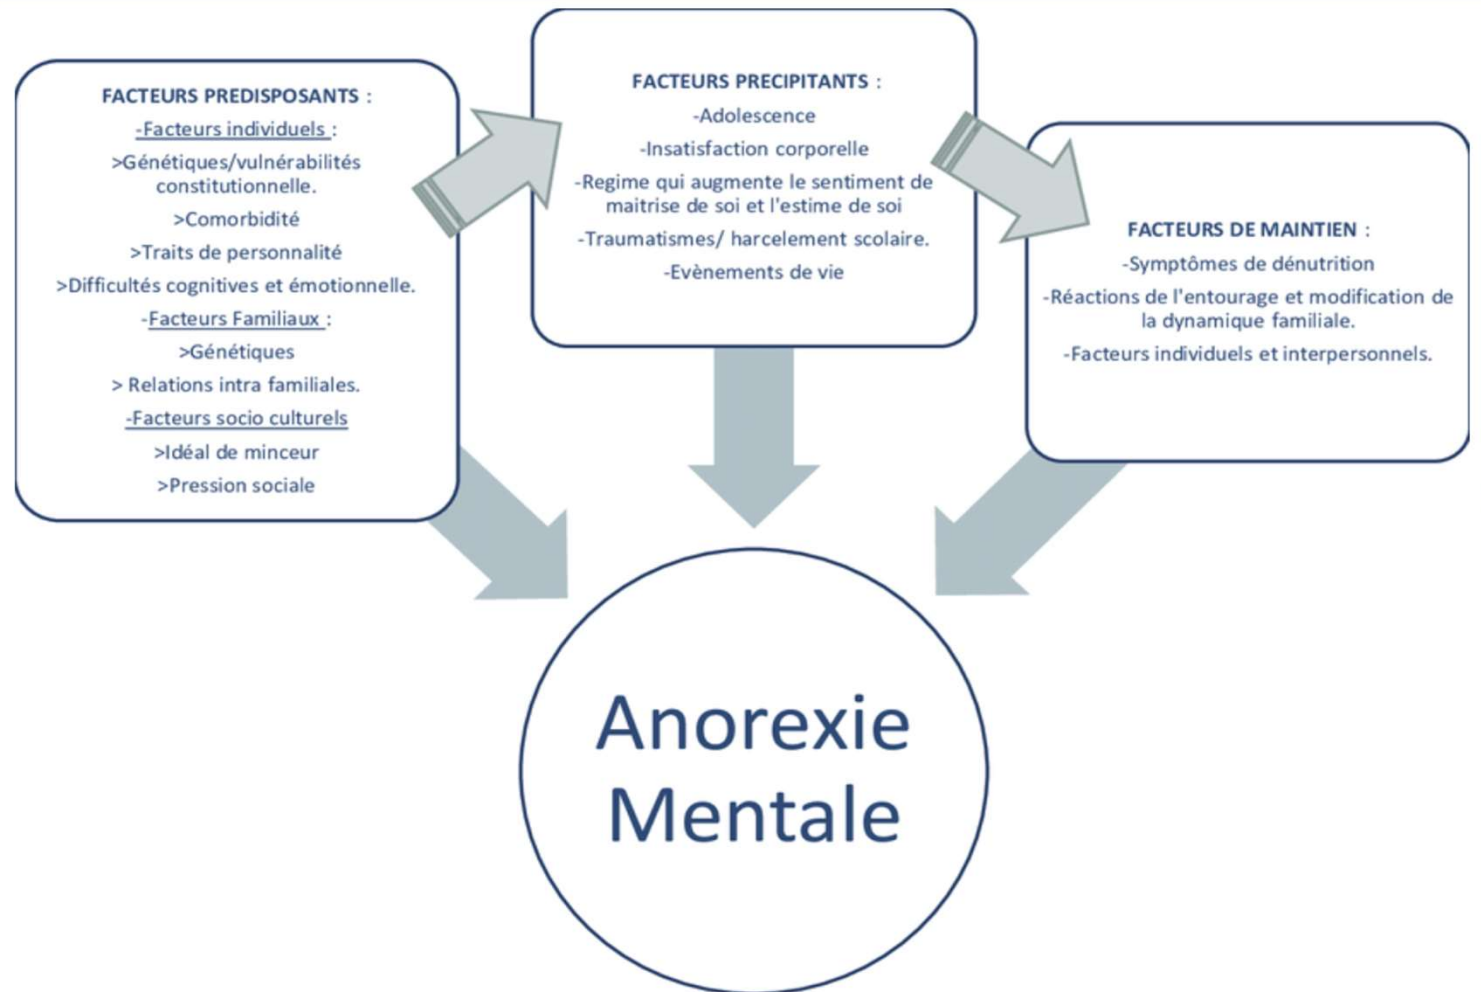 FACTEURS PREDISPOSANTS :
-Facteurs individuels :
>Génétiques/vulnérabilités
constitutionnelle.
>Comorbidité
>Traits de personnalité
>Difficultés cognitives et émotionnelle.
-Facteurs Familiaux :
>Génétiques
> Relations intra familiales.
-Facteurs socio culturels
>Idéal de minceur
>Pression sociale
FACTEURS PRECIPITANTS :
-Adolescence
-Insatisfaction corporelle
-Regime qui augmente le sentiment de
maitrise de soi et l'estime de soi
-Traumatismes/ harcelement scolaire.
-Evènements de vie
FACTEURS DE MAINTIEN :
-Symptômes de dénutrition
-Réactions de l'entourage et modification de
la dynamique familiale.
-Facteurs individuels et interpersonnels.
Anorexie
Mentale